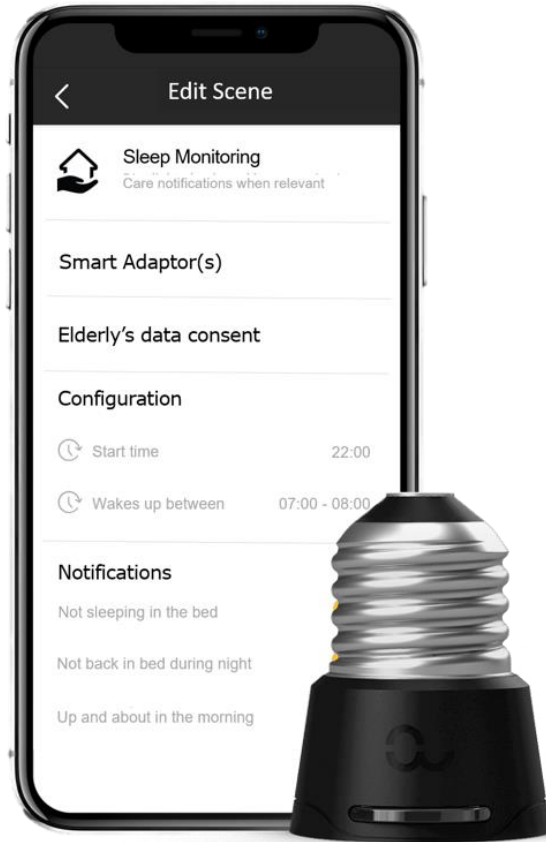 Edit Scene
Sleep Monitoring
Care notifications when relevant
Smart Adaptor(s)
Elderly’s data consent
Configuration
Start time 22:00
Wakes up between 07:00 - 08:00
Notifications
Not sleeping in the bed
Not back in bed during night
Up and about in the morning